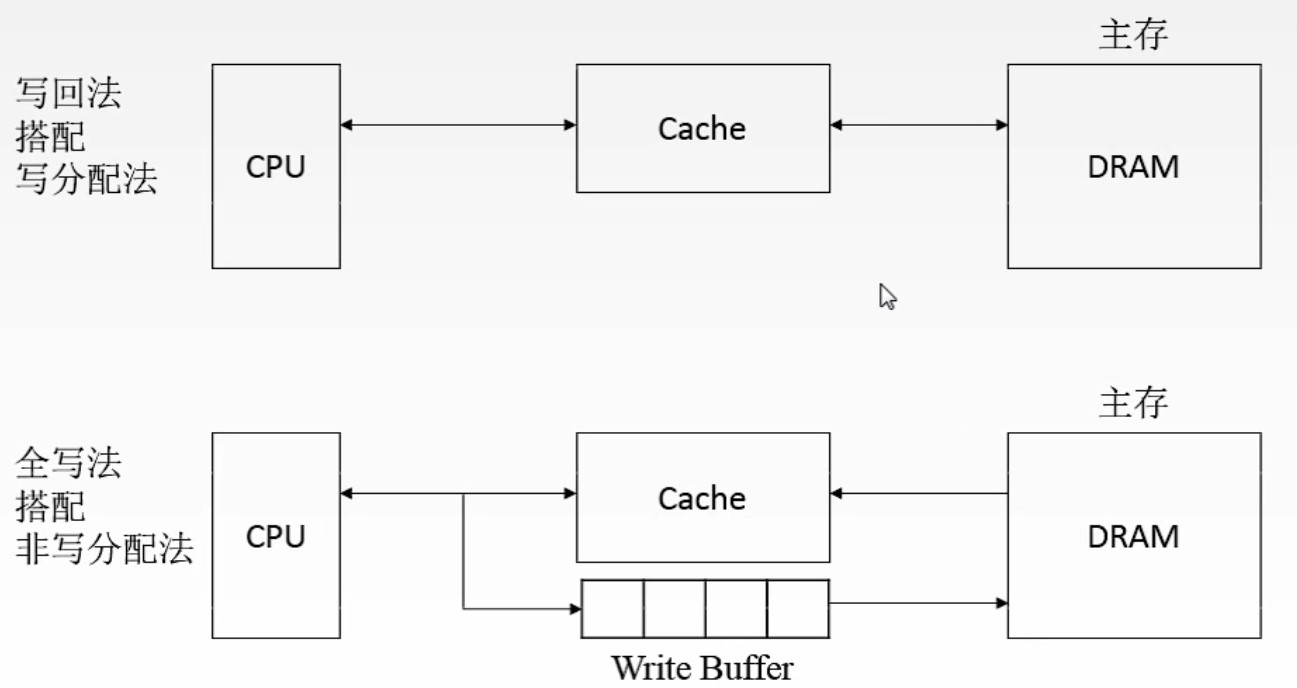 主存
写回法
搭配
写分配法
CPU
Cache
DRAM
主存
全写法
搭配
非写分配法
CPU
Cache
DRAM
Write Buffer